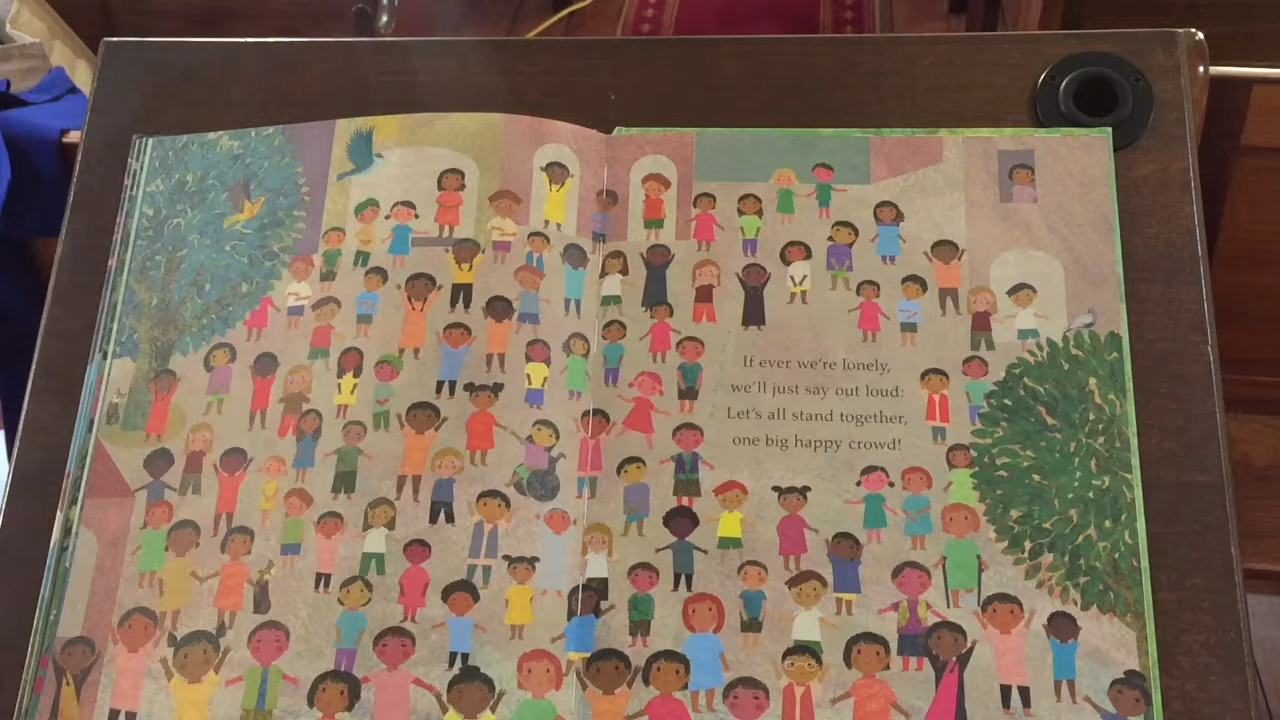 If ever we're lonely,
we'll just say out loud:
Let's all stand together,
one big happy crowd!